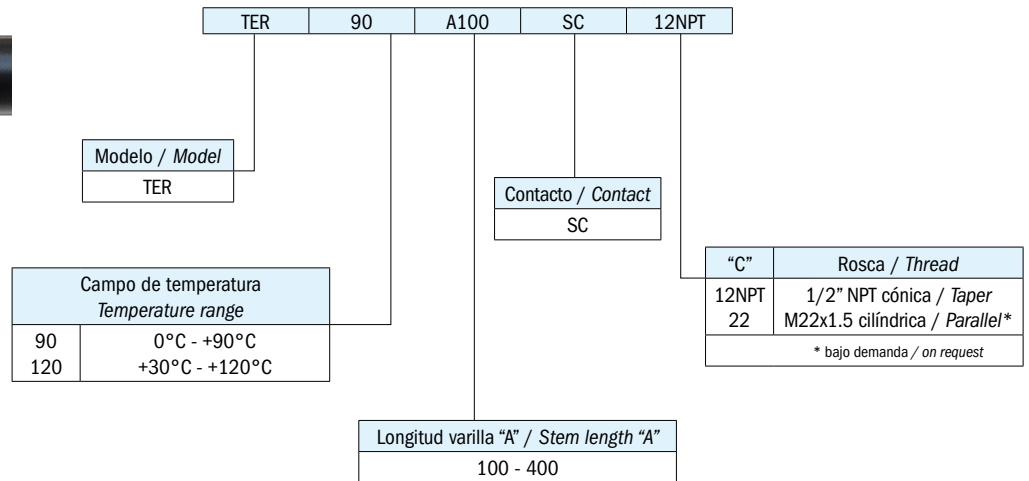 TER 90 A100 SC 12NPT
Modelo / Model
TER
Contacto / Contact
SC
Campo de temperatura
Temperature range
90 0°C - +90°C
120 +30°C - +120°C
“C” Rosca / Thread
12NPT 1/2” NPT cónica / Taper
22 M22x1.5 cilíndrica / Parallel*
* bajo demanda / on request
Longitud varilla “A” / Stem length “A”
100 - 400